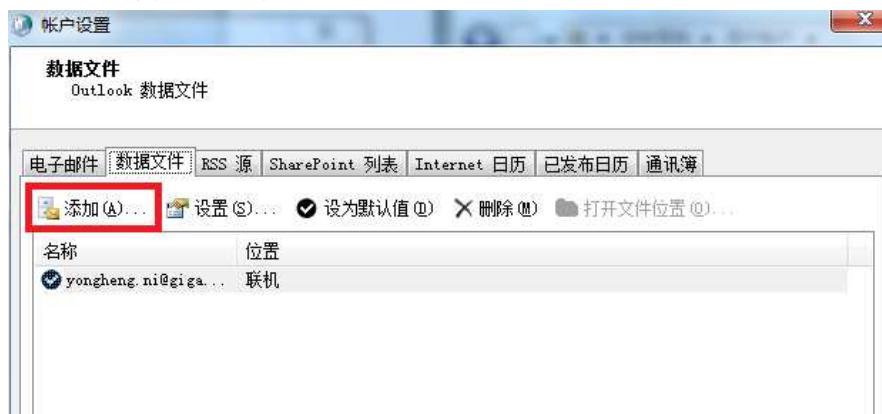 帐户设置
数据文件
Outlook 数据文件
电子邮件 数据文件 RSS 源 SharePoint 列表 Internet 日历 已发布日历 通讯簿
添加(A)... 设置(S)... 设为默认值(D) 删除(M) 打开文件位置(O)...
名称 位置
yongheng.ni@giga... 联机